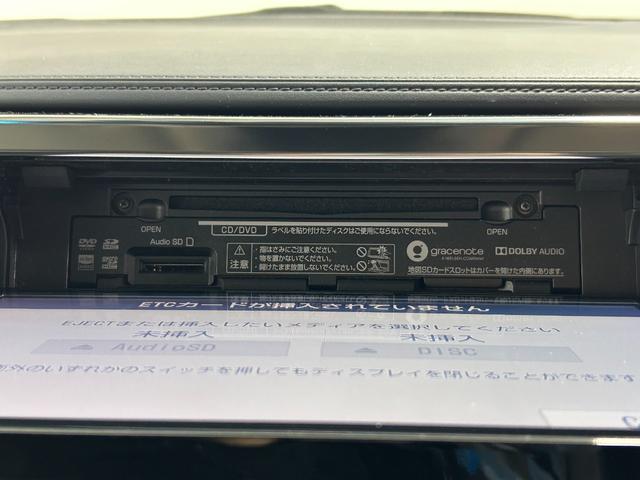 OPEN
OPEN
CD/DVD ラベルを貼り付けたディスクはご使用にならないでください。
Audio SD
DVD
注意
・指はさみにご注意ください。
・物を置かないでください。
・開けたまま放置しないでください。
gracenote
A NIELSEN COMPANY
DOLBY AUDIO
地図SDカードスロットはカバーを開けた内側にあります。
ETCカードが挿入されていません
EJECTまたは挿入したいメディアを選択してください
未挿入 未挿入
AudioSD DISC
外のいずれかのスイッチを押してもディスプレイを閉じることができます